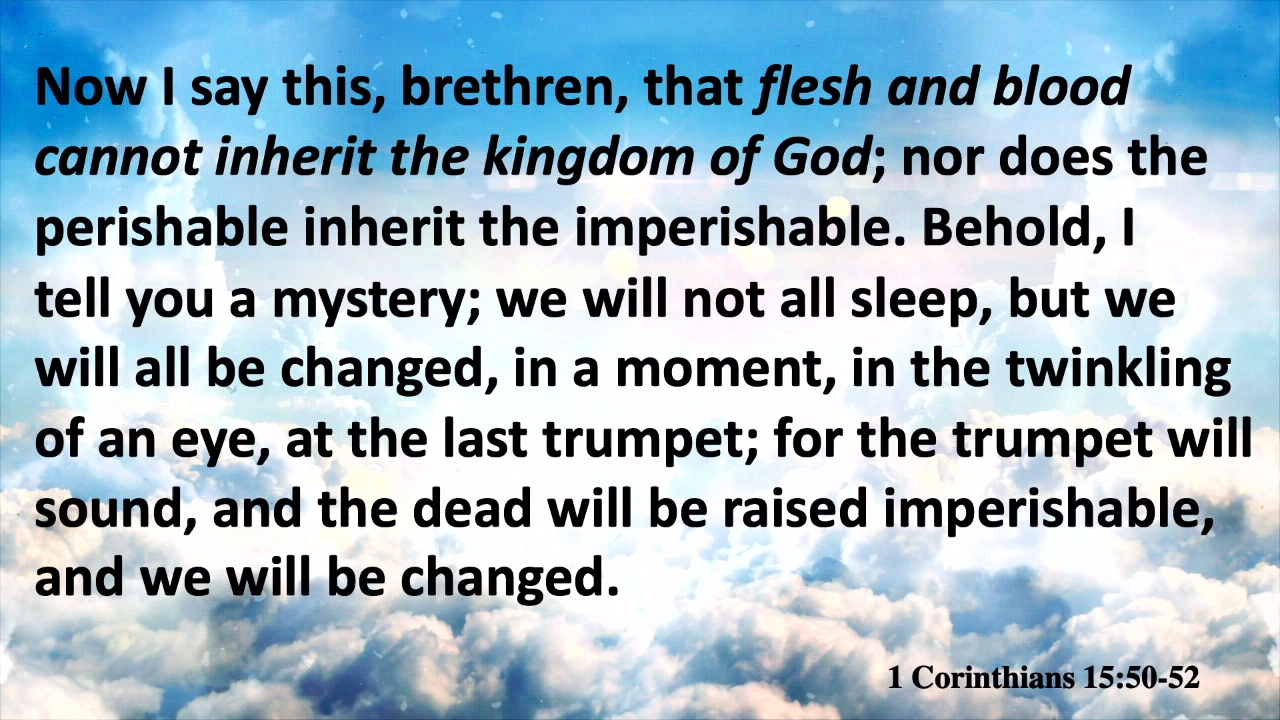 Now I say this, brethren, that flesh and blood
cannot inherit the kingdom of God; nor does the
perishable inherit the imperishable. Behold, I
tell you a mystery; we will not all sleep, but we
will all be changed, in a moment, in the twinkling
of an eye, at the last trumpet; for the trumpet will
sound, and the dead will be raised imperishable,
and we will be changed.
1 Corinthians 15:50-52